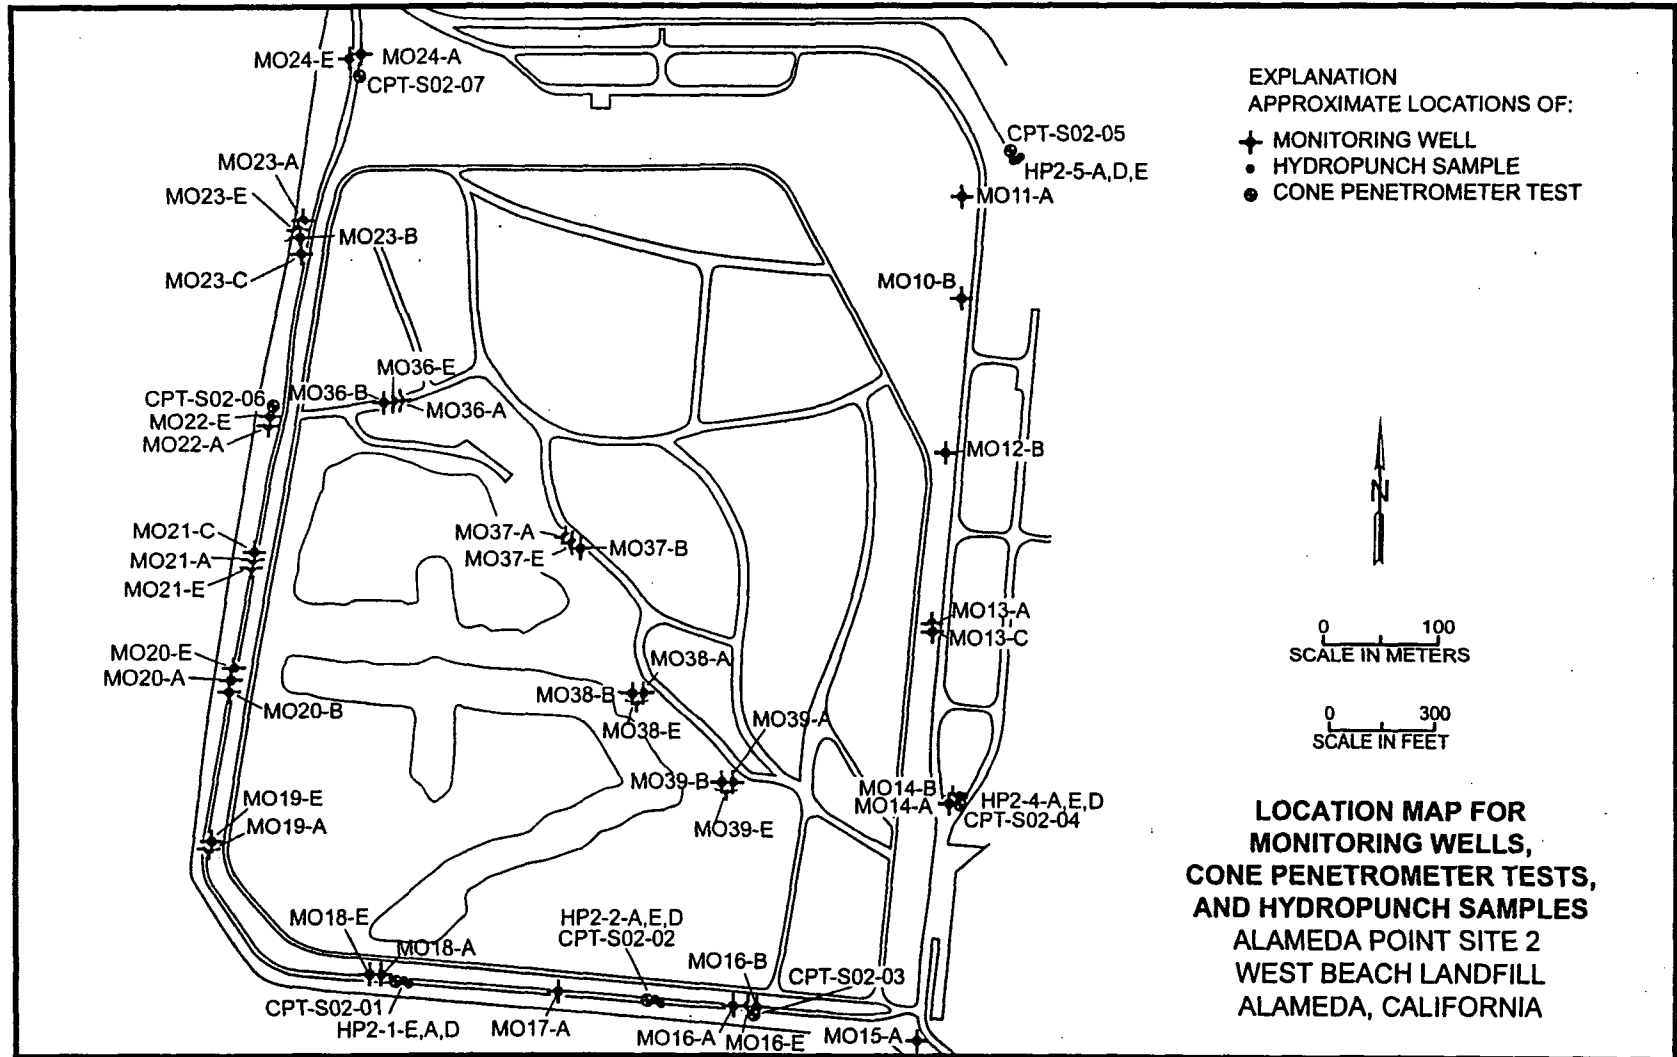 MO24-E
MO24-A
CPT-S02-07
EXPLANATION
APPROXIMATE LOCATIONS OF:
MONITORING WELL
HYDROPUNCH SAMPLE
CONE PENETROMETER TEST
CPT-S02-05
HP2-5-A,D,E
MO11-A
MO23-A
MO23-E
MO23-B
MO23-C
MO10-B
MO36-E
MO36-B
MO36-A
CPT-S02-06
MO22-E
MO22-A
MO12-B
MO21-C
MO21-A
MO21-E
MO37-A
MO37-E
MO37-B
N
MO13-A
MO13-C
0 100
SCALE IN METERS
0 300
SCALE IN FEET
MO20-E
MO20-A
MO20-B
MO38-A
MO38-B
MO38-E
MO39-A
MO39-B
MO39-E
MO14-B
MO14-A
HP2-4-A,E,D
CPT-S02-04
MO19-E
MO19-A
LOCATION MAP FOR
MONITORING WELLS,
CONE PENETROMETER TESTS,
AND HYDROPUNCH SAMPLES
ALAMEDA POINT SITE 2
WEST BEACH LANDFILL
ALAMEDA, CALIFORNIA
MO18-E
MO18-A
CPT-S02-01
HP2-1-E,A,D
HP2-2-A,E,D
CPT-S02-02
MO17-A
MO16-B
CPT-S02-03
MO16-A
MO16-E
MO15-A